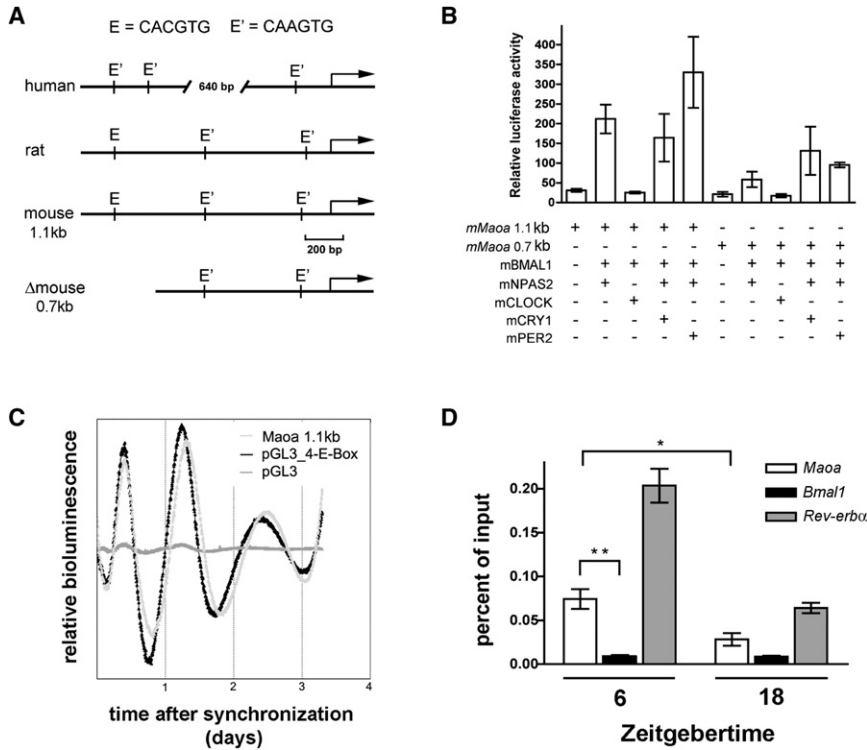 A
E = CACGTG E' = CAAGTG
E' E' E'
human
640 bp
E E' E'
rat
E E' E'
mouse
1.1kb
200 bp
E' E'
Δmouse
0.7kb
B
Relative luciferase activity
400
350
300
250
200
150
100
50
0
mMaoa 1.1 kb + + + + + - - - - -
mMaoa 0.7 kb - - - - - + + + + +
mBMAL1 - + + + + - + + + +
mNPAS2 - + - + + - + - + +
mCLOCK - - + - - - - + - -
mCRY1 - - - + - - - - + -
mPER2 - - - - + - - - - +
C
relative bioluminescence
Maoa 1.1kb
pGL3_4-E-Box
pGL3
1 2 3 4
time after synchronization
(days)
D
percent of input
0.20
0.15
0.10
0.05
0.00
*
**
Maoa
Bmal1
Rev-erbα
6 18
Zeitgebertime